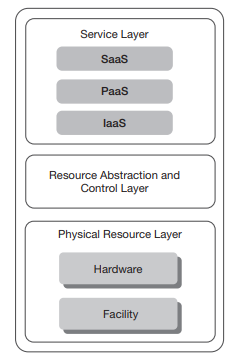 Service Layer
SaaS
PaaS
IaaS
Resource Abstraction and
Control Layer
Physical Resource Layer
Hardware
Facility